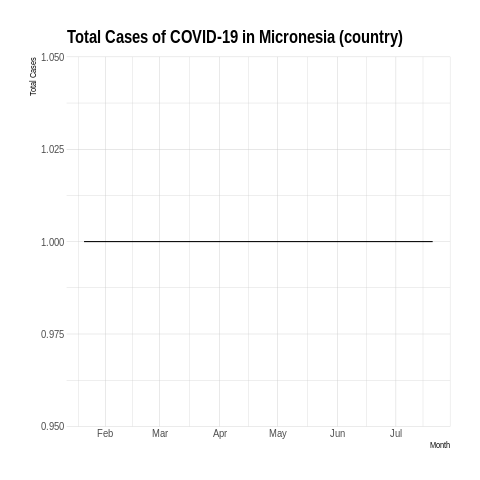 Total Cases of COVID-19 in Micronesia (country)
Total Cases
1.050
1.025
1.000
0.975
0.950
Feb Mar Apr May Jun Jul
Month